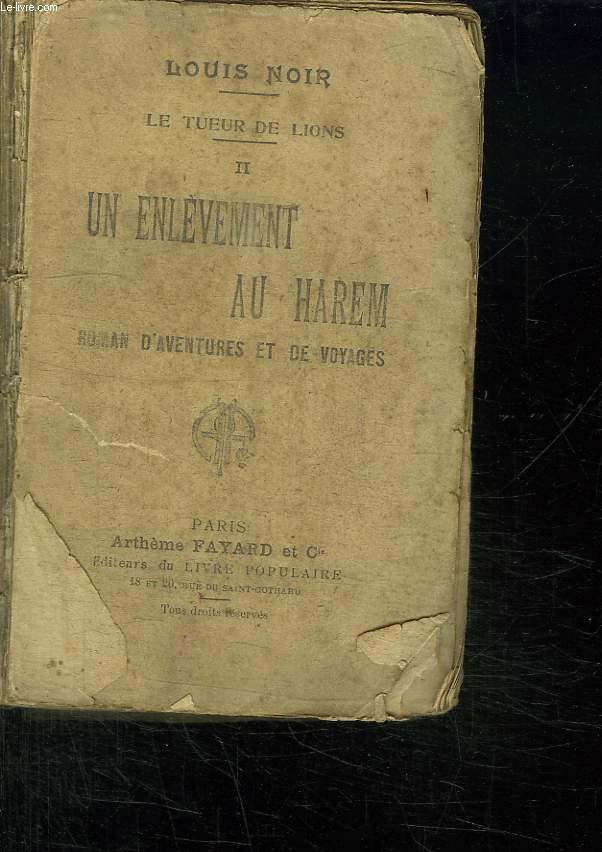 Le-livre.com
LOUIS NOIR
LE TUEUR DE LIONS
II
UN ENLÈVEMENT
AU HAREM
ROMAN D'AVENTURES ET DE VOYAGES
PARIS
Arthème FAYARD et Cie
Éditeurs du LIVRE POPULAIRE
18 ET 20, RUE DU SAINT-GOTHARD
Tous droits réservés